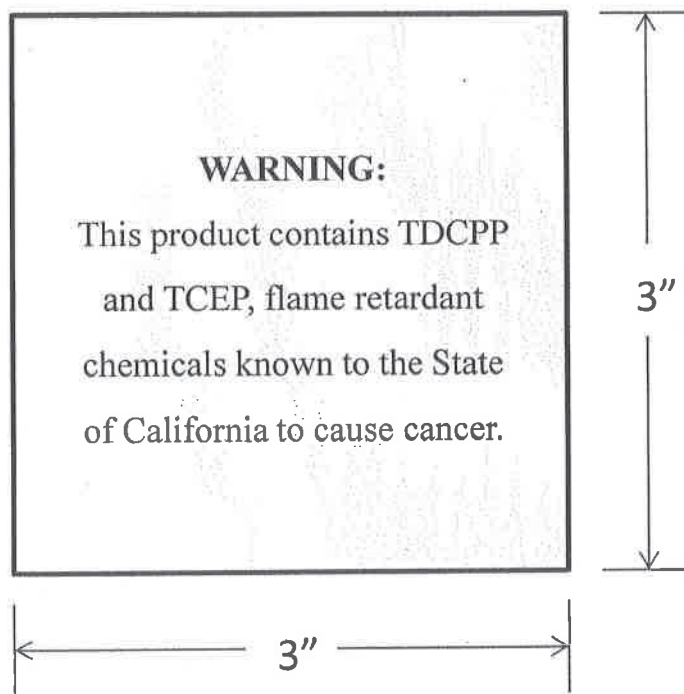 WARNING:
This product contains TDCPP
and TCEP, flame retardant
chemicals known to the State
of California to cause cancer.
3"
3"